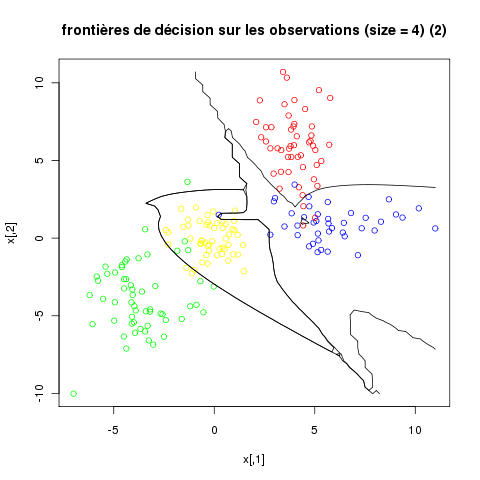 frontières de décision sur les observations (size = 4) (2)
10
5
0
-5
-10
x[,2]
-5 0 5 10
x[,1]